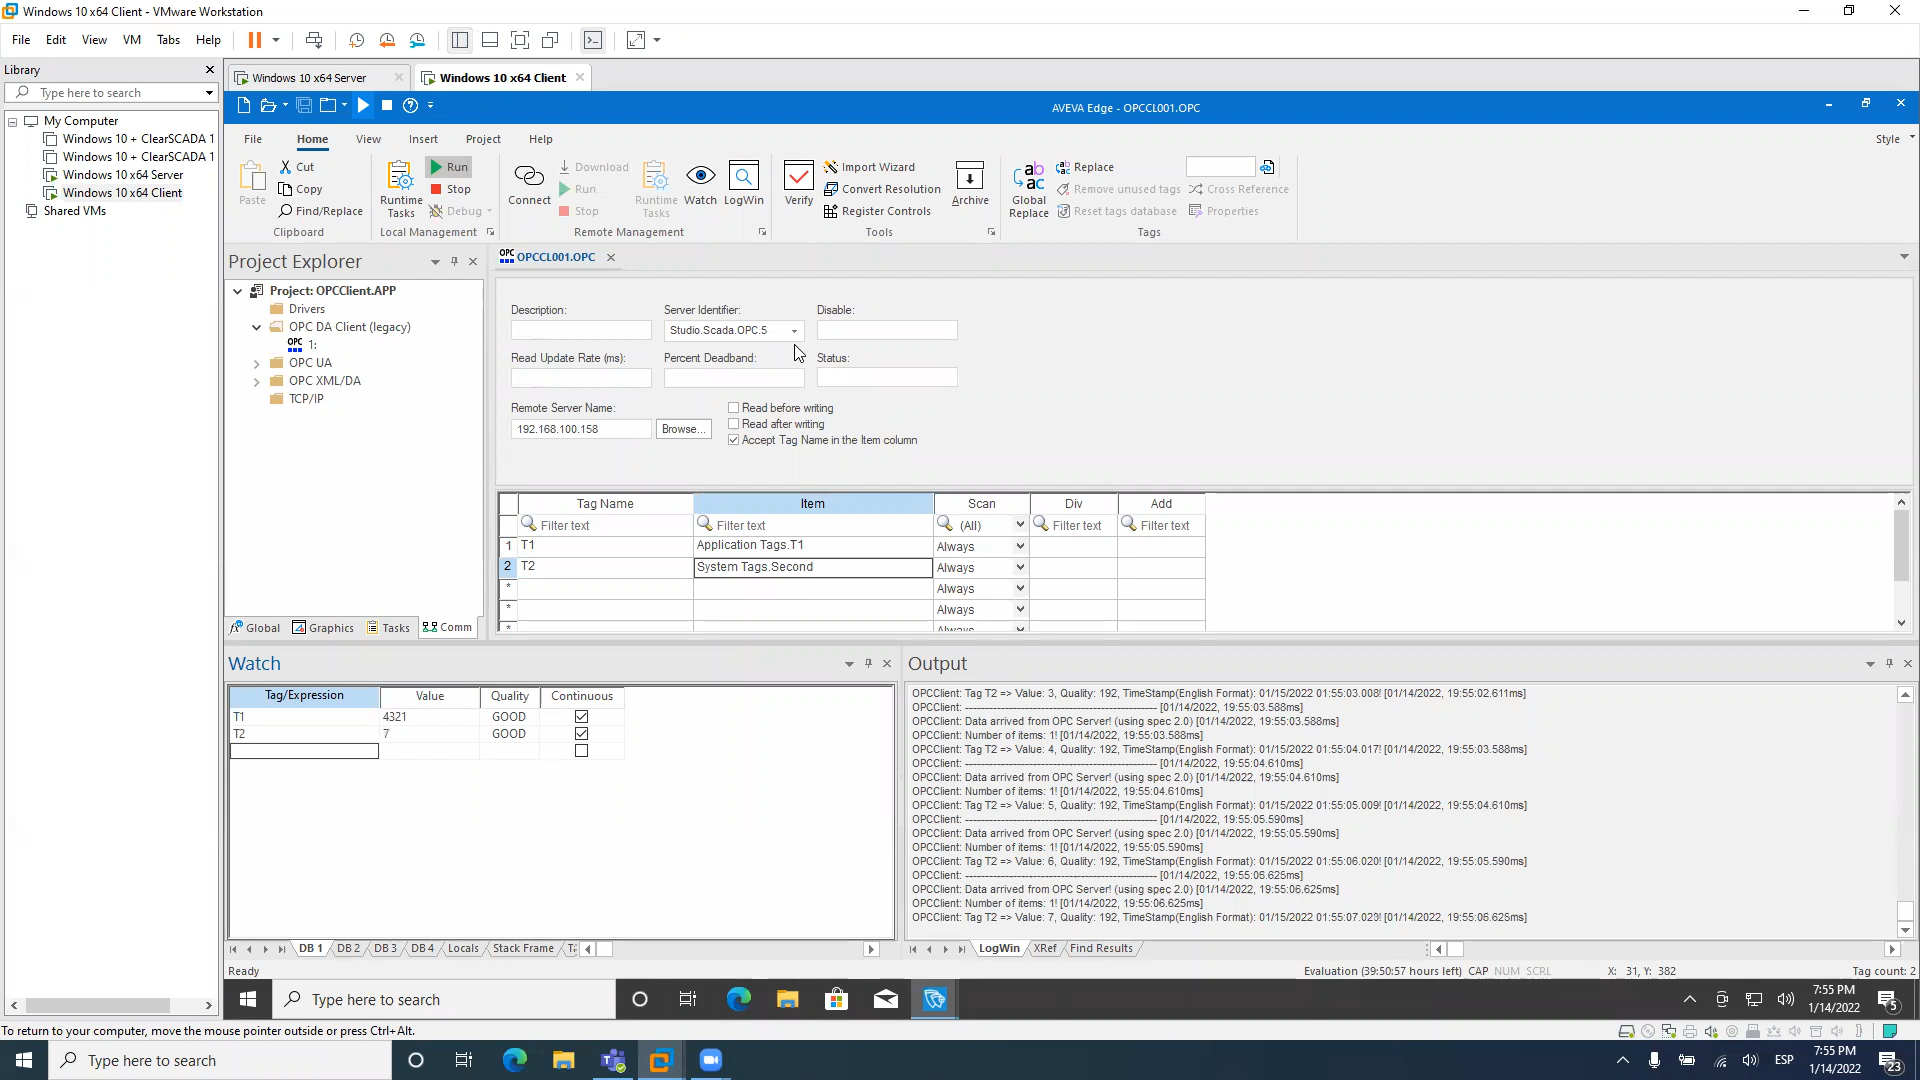 Windows 10 x64 Client - VMware Workstation
File Edit View VM Tabs Help
Library
Type here to search
My Computer
Windows 10 + ClearSCADA 1
Windows 10 + ClearSCADA 1
Windows 10 x64 Server
Windows 10 x64 Client
Shared VMs
Windows 10 x64 Server
Windows 10 x64 Client
AVEVA Edge - OPCCL001.OPC
File Home View Insert Project Help Style
Paste
Cut
Copy
Find/Replace
Clipboard
Runtime Tasks
Run
Stop
Debug
Local Management
Connect
Download
Run
Stop
Runtime Tasks
Watch
LogWin
Remote Management
Verify
Import Wizard
Convert Resolution
Register Controls
Archive
Tools
Global Replace
Replace
Remove unused tags
Reset tags database
Cross Reference
Properties
Tags
Project Explorer
Project: OPCClient.APP
Drivers
OPC DA Client (legacy)
OPC 1:
OPC UA
OPC XML/DA
TCP/IP
Global Graphics Tasks Comm
OPC OPCCL001.OPC
Description: Server Identifier: Disable:
Studio.Scada.OPC.5
Read Update Rate (ms): Percent Deadband: Status:
Remote Server Name:
192.168.100.158 Browse...
Read before writing
Read after writing
Accept Tag Name in the Item column
Tag Name Item Scan Div Add
Filter text Filter text (All) Filter text Filter text
1 T1 Application Tags.T1 Always
2 T2 System Tags.Second Always
* Always
* Always
* Always
Watch
Tag/Expression Value Quality Continuous
T1 4321 GOOD
T2 7 GOOD
DB 1 DB 2 DB 3 DB 4 Locals Stack Frame
Output
OPCClient: Tag T2 => Value: 3, Quality: 192, TimeStamp(English Format): 01/15/2022 01:55:03.008! [01/14/2022, 19:55:02.611ms]
OPCClient: ------------------------------------------------ [01/14/2022, 19:55:03.588ms]
OPCClient: Data arrived from OPC Server! (using spec 2.0) [01/14/2022, 19:55:03.588ms]
OPCClient: Number of items: 1! [01/14/2022, 19:55:03.588ms]
OPCClient: Tag T2 => Value: 4, Quality: 192, TimeStamp(English Format): 01/15/2022 01:55:04.017! [01/14/2022, 19:55:03.588ms]
OPCClient: ------------------------------------------------ [01/14/2022, 19:55:04.610ms]
OPCClient: Data arrived from OPC Server! (using spec 2.0) [01/14/2022, 19:55:04.610ms]
OPCClient: Number of items: 1! [01/14/2022, 19:55:04.610ms]
OPCClient: Tag T2 => Value: 5, Quality: 192, TimeStamp(English Format): 01/15/2022 01:55:05.009! [01/14/2022, 19:55:04.610ms]
OPCClient: ------------------------------------------------ [01/14/2022, 19:55:05.590ms]
OPCClient: Data arrived from OPC Server! (using spec 2.0) [01/14/2022, 19:55:05.590ms]
OPCClient: Number of items: 1! [01/14/2022, 19:55:05.590ms]
OPCClient: Tag T2 => Value: 6, Quality: 192, TimeStamp(English Format): 01/15/2022 01:55:06.020! [01/14/2022, 19:55:05.590ms]
OPCClient: ------------------------------------------------ [01/14/2022, 19:55:06.625ms]
OPCClient: Data arrived from OPC Server! (using spec 2.0) [01/14/2022, 19:55:06.625ms]
OPCClient: Number of items: 1! [01/14/2022, 19:55:06.625ms]
OPCClient: Tag T2 => Value: 7, Quality: 192, TimeStamp(English Format): 01/15/2022 01:55:07.023! [01/14/2022, 19:55:06.625ms]
LogWin XRef Find Results
Ready Evaluation (39:50:57 hours left) CAP NUM SCRL X: 31, Y: 382 Tag count: 2
Type here to search
7:55 PM
1/14/2022
5
To return to your computer, move the mouse pointer outside or press Ctrl+Alt.
Type here to search
ESP
7:55 PM
1/14/2022
23